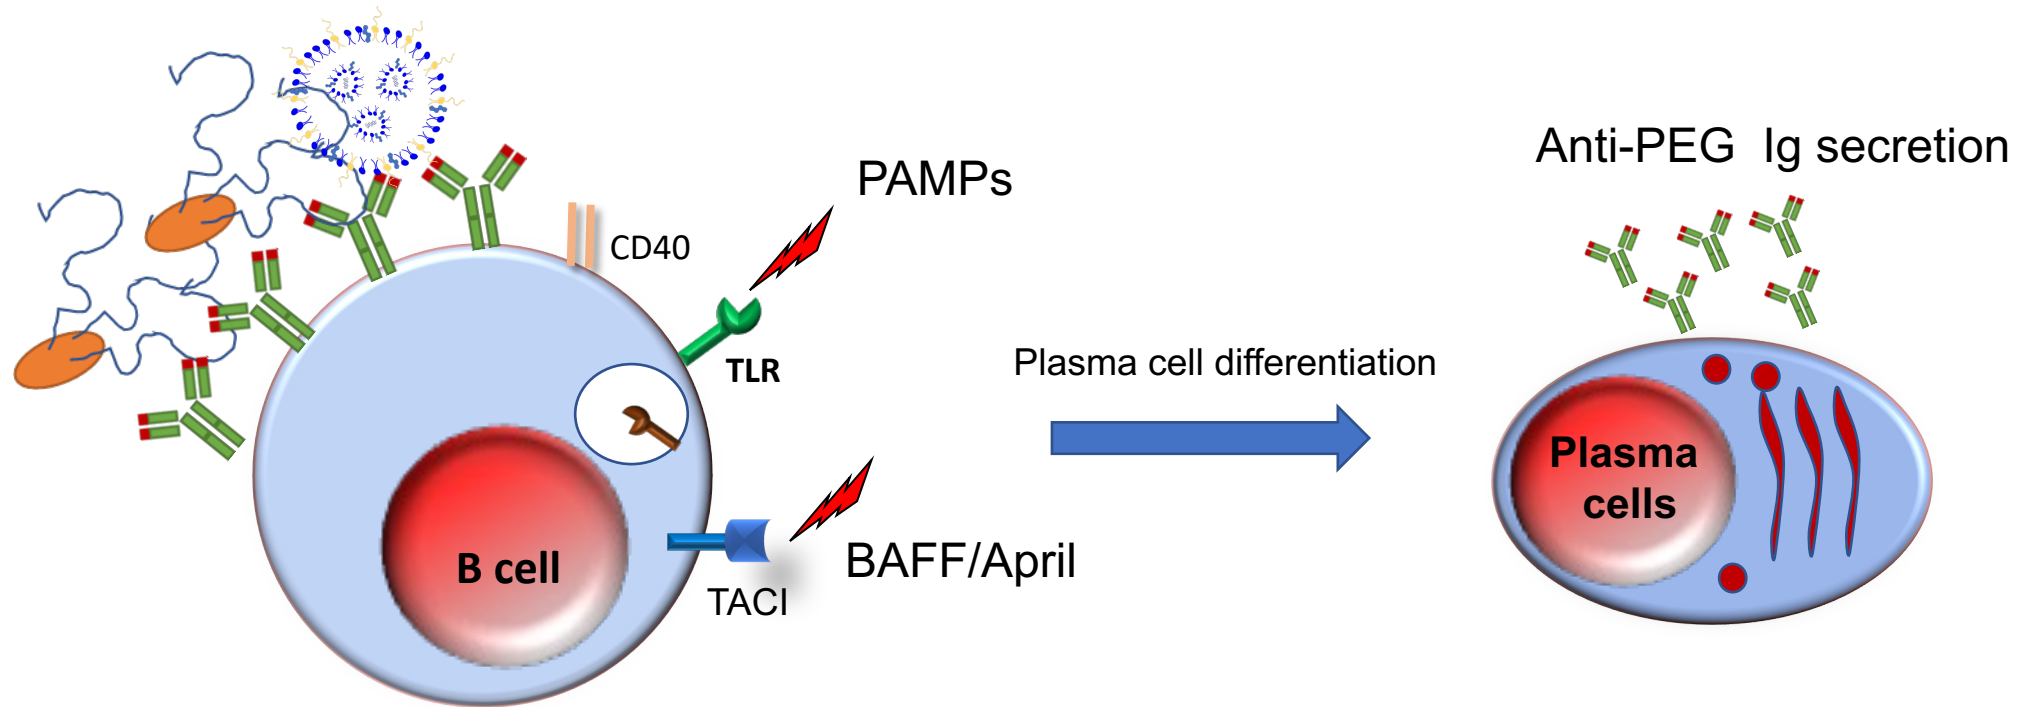 Anti-PEG Ig secretion
PAMPs
CD40
TLR
Plasma cell differentiation
Plasma
cells
B cell
BAFF/April
TACI